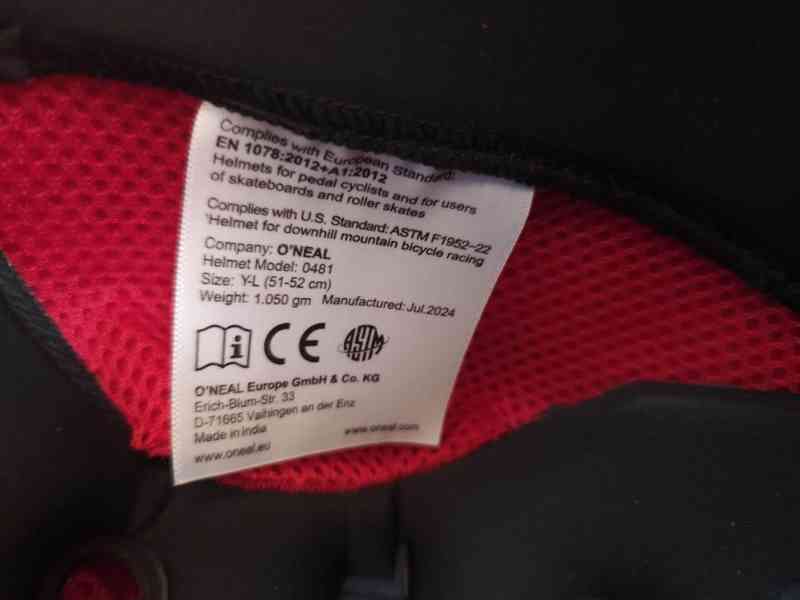 Complies with European Standard:
EN 1078:2012+A1:2012
Helmets for pedal cyclists and for users
of skateboards and roller skates
Complies with U.S. Standard: ASTM F1952-22
'Helmet for downhill mountain bicycle racing
Company: O'NEAL
Helmet Model: 0481
Size: Y-L (51-52 cm)
Weight: 1.050 gm Manufactured: Jul.2024
i CE ASTM
O'NEAL Europe GmbH & Co. KG
Erich-Blum-Str. 33
D-71665 Vaihingen an der Enz
Made in India
www.oneal.eu www.oneal.com